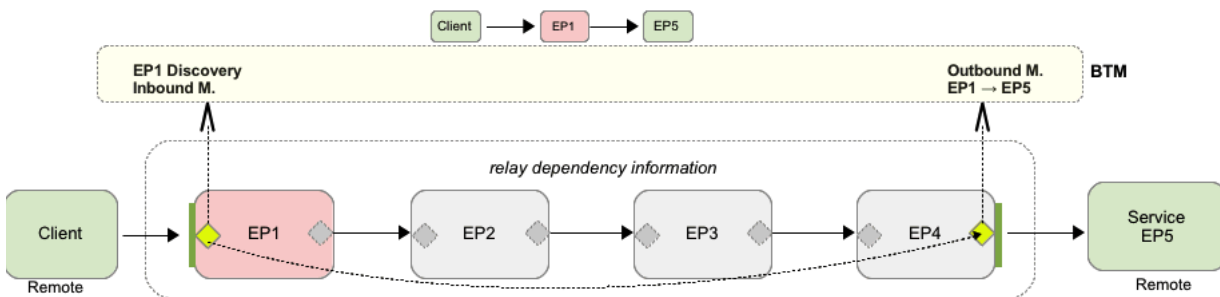 Client
EP1
EP5
EP1 Discovery
Inbound M.
Outbound M.
EP1 → EP5
BTM
relay dependency information
Client
EP1
EP2
EP3
EP4
Service
EP5
Remote
Remote